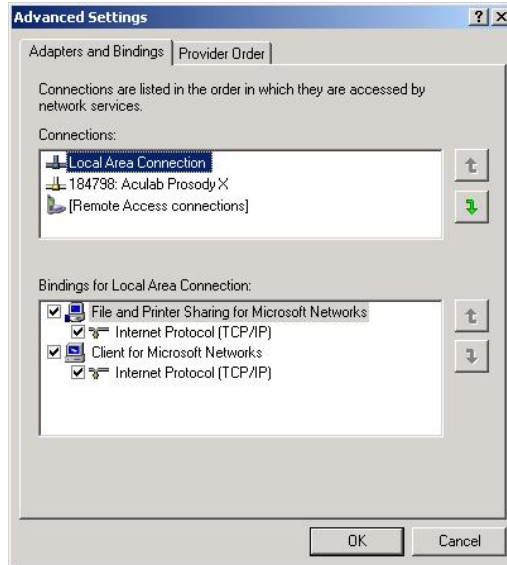 Advanced Settings
Adapters and Bindings
Provider Order
Connections are listed in the order in which they are accessed by
network services.
Connections:
Local Area Connection
184798: Aculab Prosody X
[Remote Access connections]
Bindings for Local Area Connection:
File and Printer Sharing for Microsoft Networks
Internet Protocol (TCP/IP)
Client for Microsoft Networks
Internet Protocol (TCP/IP)
OK
Cancel